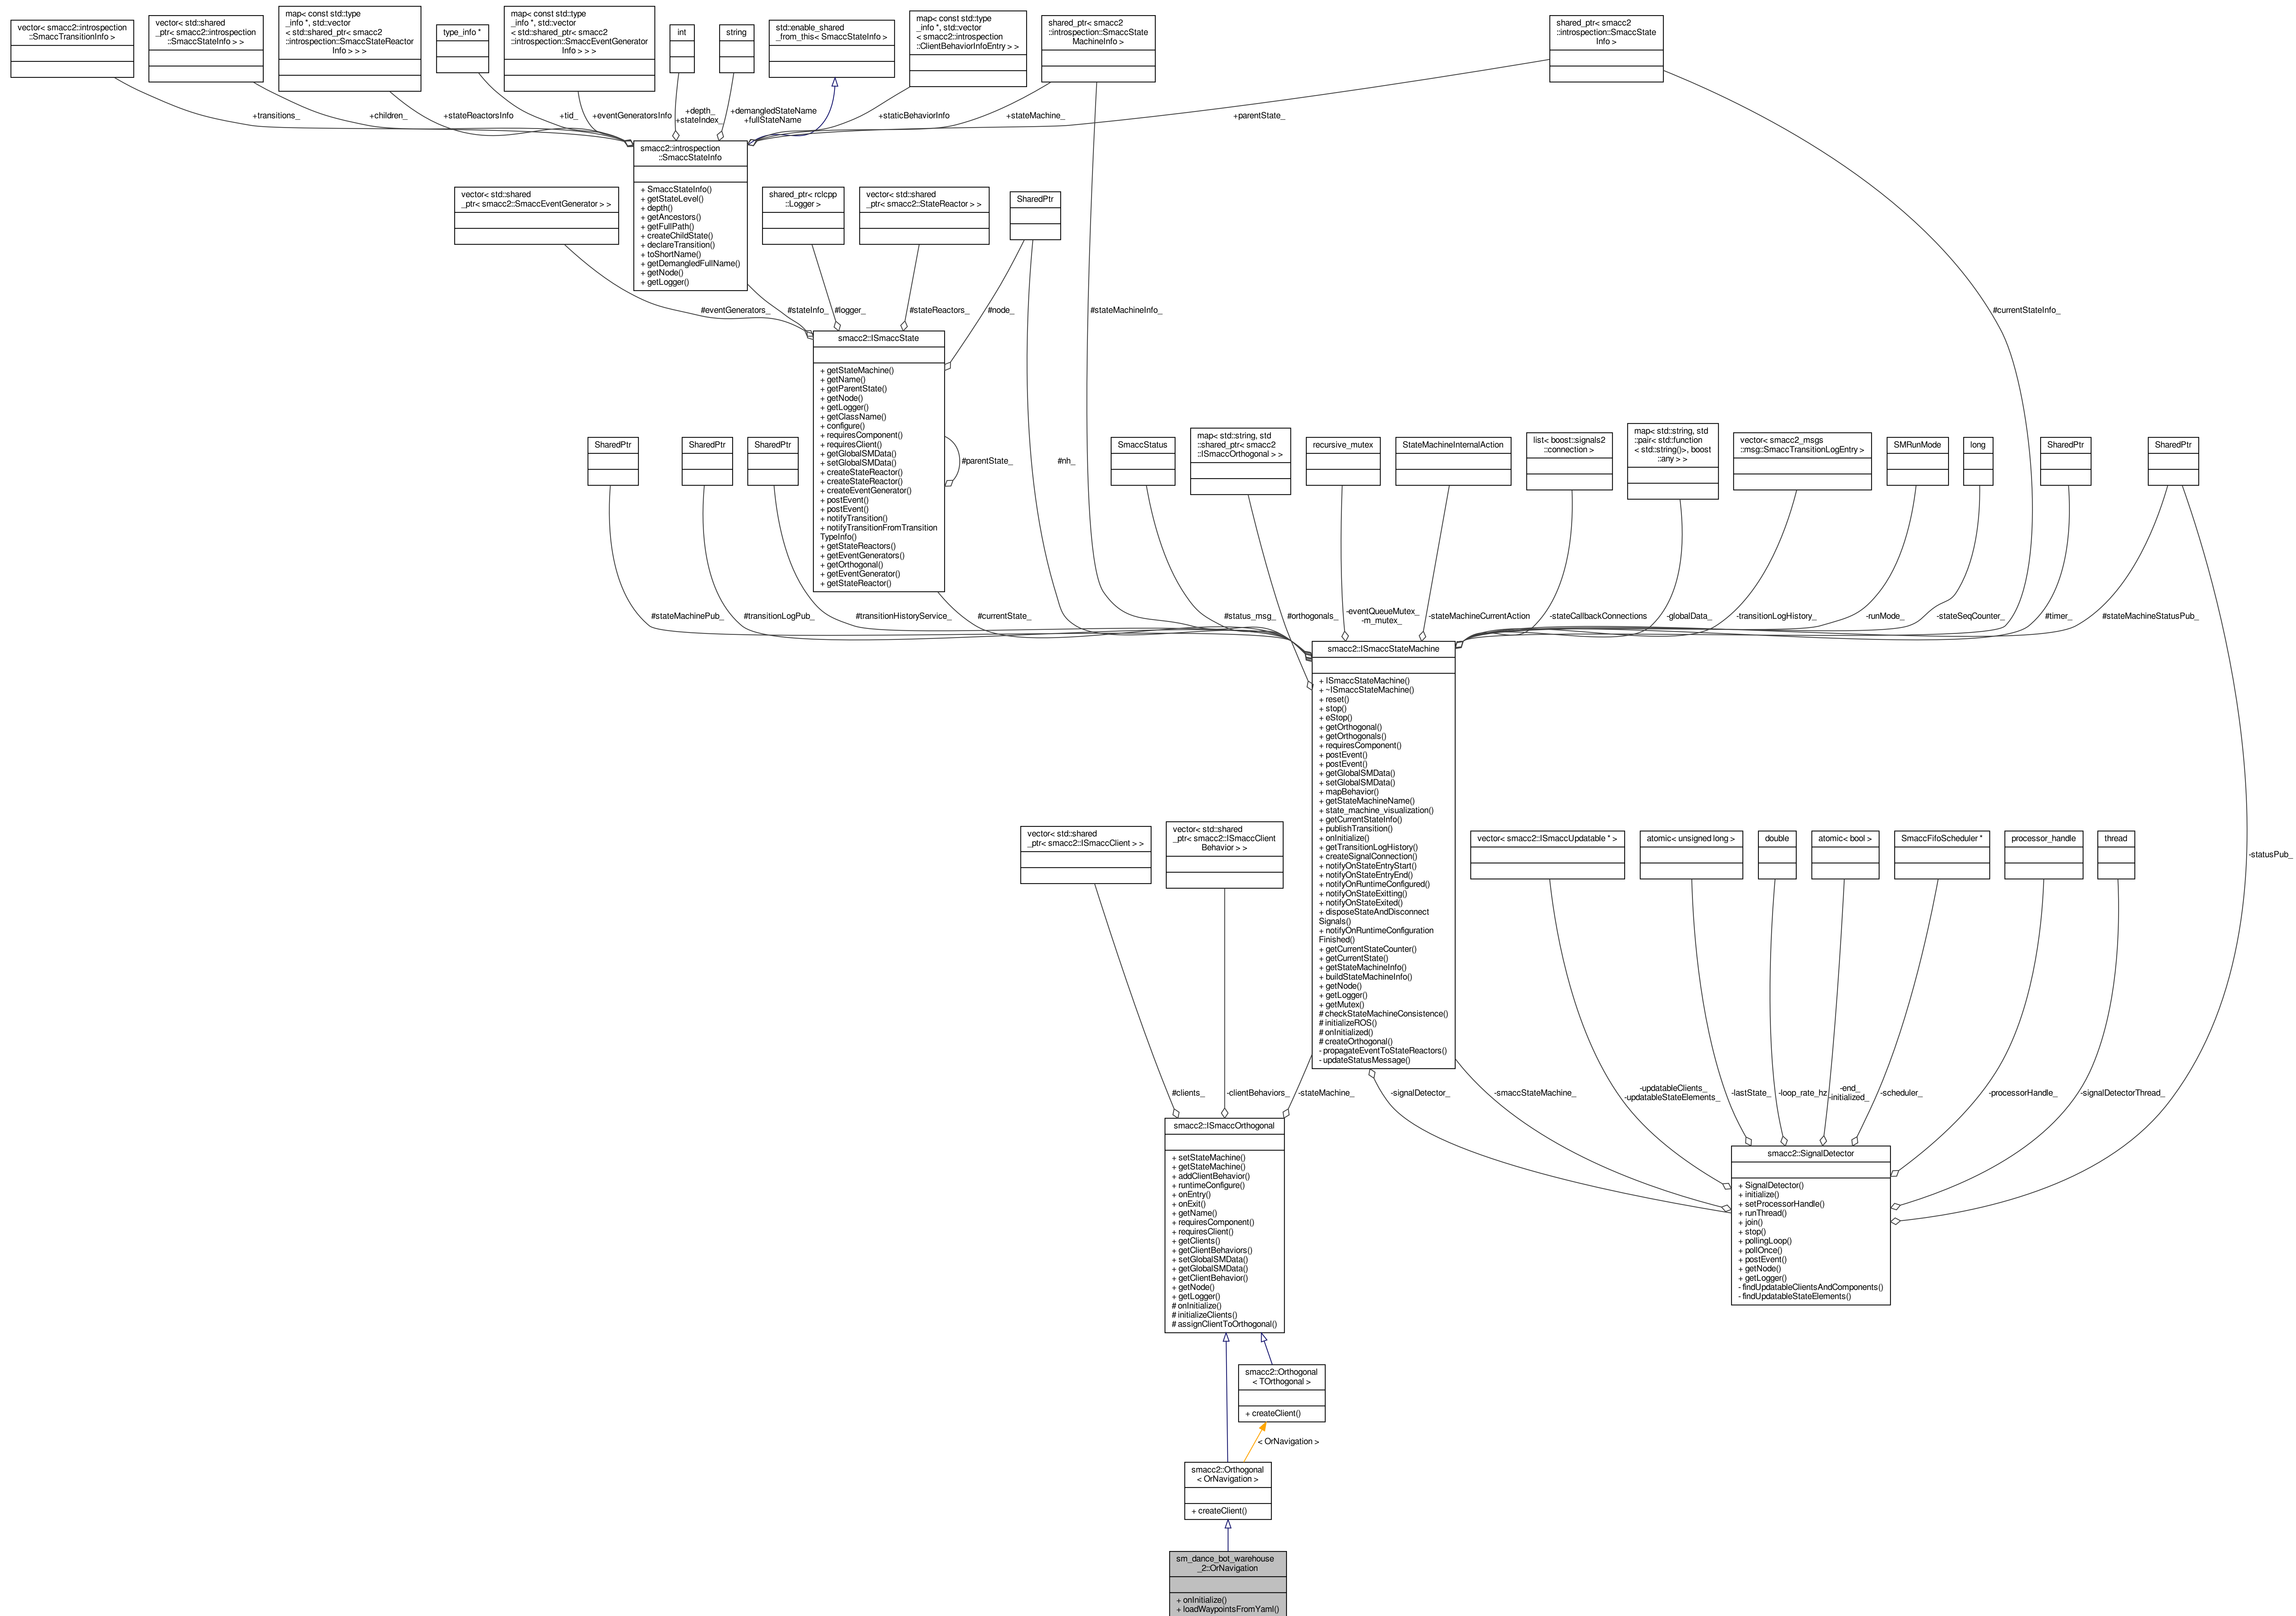 vector< smacc2::introspection
::SmaccTransitionInfo >
vector< std::shared
_ptr< smacc2::introspection
::SmaccStateInfo > >
map< const std::type
_info *, std::vector
< std::shared_ptr< smacc2
::introspection::SmaccStateReactor
Info > > >
type_info *
map< const std::type
_info *, std::vector
< std::shared_ptr< smacc2
::introspection::SmaccEventGenerator
Info > > >
int
string
std::enable_shared
_from_this< SmaccStateInfo >
map< const std::type
_info *, std::vector
< smacc2::introspection
::ClientBehaviorInfoEntry > >
shared_ptr< smacc2
::introspection::SmaccState
MachineInfo >
shared_ptr< smacc2
::introspection::SmaccState
Info >
+transitions_
+children_
+stateReactorsInfo
+tid_
+eventGeneratorsInfo
+depth_
+stateIndex_
+demangledStateName
+fullStateName
+staticBehaviorInfo
+stateMachine_
+parentState_
smacc2::introspection
::SmaccStateInfo
+ SmaccStateInfo()
+ getStateLevel()
+ depth()
+ getAncestors()
+ getFullPath()
+ createChildState()
+ declareTransition()
+ toShortName()
+ getDemangledFullName()
+ getNode()
+ getLogger()
vector< std::shared
_ptr< smacc2::SmaccEventGenerator > >
shared_ptr< rclcpp
::Logger >
vector< std::shared
_ptr< smacc2::StateReactor > >
SharedPtr
#eventGenerators_
#stateInfo_
#logger_
#stateReactors_
#node_
#stateMachineInfo_
#currentStateInfo_
smacc2::ISmaccState
+ getStateMachine()
+ getName()
+ getParentState()
+ getNode()
+ getLogger()
+ getClassName()
+ configure()
+ requiresComponent()
+ requiresClient()
+ getGlobalSMData()
+ setGlobalSMData()
+ createStateReactor()
+ createStateReactor()
+ createEventGenerator()
+ postEvent()
+ postEvent()
+ notifyTransition()
+ notifyTransitionFromTransition
TypeInfo()
+ getStateReactors()
+ getEventGenerators()
+ getOrthogonal()
+ getEventGenerator()
+ getStateReactor()
#parentState_
#nh_
SharedPtr
SharedPtr
SharedPtr
SmaccStatus
map< std::string, std
::shared_ptr< smacc2
::ISmaccOrthogonal > >
recursive_mutex
StateMachineInternalAction
list< boost::signals2
::connection >
map< std::string, std
::pair< std::function
< std::string()>, boost
::any > >
vector< smacc2_msgs
::msg::SmaccTransitionLogEntry >
SMRunMode
long
SharedPtr
SharedPtr
#stateMachinePub_
#transitionLogPub_
#transitionHistoryService_
#currentState_
#status_msg_
#orthogonals_
-eventQueueMutex_
-m_mutex_
-stateMachineCurrentAction
-stateCallbackConnections
-globalData_
-transitionLogHistory_
-runMode_
-stateSeqCounter_
#timer_
#stateMachineStatusPub_
smacc2::ISmaccStateMachine
+ ISmaccStateMachine()
+ ~ISmaccStateMachine()
+ reset()
+ stop()
+ eStop()
+ getOrthogonal()
+ getOrthogonals()
+ requiresComponent()
+ postEvent()
+ postEvent()
+ getGlobalSMData()
+ setGlobalSMData()
+ mapBehavior()
+ getStateMachineName()
+ state_machine_visualization()
+ getCurrentStateInfo()
+ publishTransition()
+ onInitialize()
+ getTransitionLogHistory()
+ createSignalConnection()
+ notifyOnStateEntryStart()
+ notifyOnStateEntryEnd()
+ notifyOnRuntimeConfigured()
+ notifyOnStateExitting()
+ notifyOnStateExited()
+ disposeStateAndDisconnect
Signals()
+ notifyOnRuntimeConfiguration
Finished()
+ getCurrentStateCounter()
+ getCurrentState()
+ getStateMachineInfo()
+ buildStateMachineInfo()
+ getNode()
+ getLogger()
+ getMutex()
# checkStateMachineConsistence()
# initializeROS()
# onInitialized()
# createOrthogonal()
- propagateEventToStateReactors()
- updateStatusMessage()
vector< std::shared
_ptr< smacc2::ISmaccClient > >
vector< std::shared
_ptr< smacc2::ISmaccClient
Behavior > >
vector< smacc2::ISmaccUpdatable * >
atomic< unsigned long >
double
atomic< bool >
SmaccFifoScheduler *
processor_handle
thread
-statusPub_
#clients_
-clientBehaviors_
-stateMachine_
-signalDetector_
-smaccStateMachine_
-updatableClients_
-updatableStateElements_
-lastState_
-loop_rate_hz
-end_
-initialized_
-scheduler_
-processorHandle_
-signalDetectorThread_
smacc2::ISmaccOrthogonal
+ setStateMachine()
+ getStateMachine()
+ addClientBehavior()
+ runtimeConfigure()
+ onEntry()
+ onExit()
+ getName()
+ requiresComponent()
+ requiresClient()
+ getClients()
+ getClientBehaviors()
+ setGlobalSMData()
+ getGlobalSMData()
+ getClientBehavior()
+ getNode()
+ getLogger()
# onInitialize()
# initializeClients()
# assignClientToOrthogonal()
smacc2::SignalDetector
+ SignalDetector()
+ initialize()
+ setProcessorHandle()
+ runThread()
+ join()
+ stop()
+ pollingLoop()
+ pollOnce()
+ postEvent()
+ getNode()
+ getLogger()
- findUpdatableClientsAndComponents()
- findUpdatableStateElements()
smacc2::Orthogonal
< TOrthogonal >
+ createClient()
< OrNavigation >
smacc2::Orthogonal
< OrNavigation >
+ createClient()
sm_dance_bot_warehouse
_2::OrNavigation
+ onInitialize()
+ loadWaypointsFromYaml()